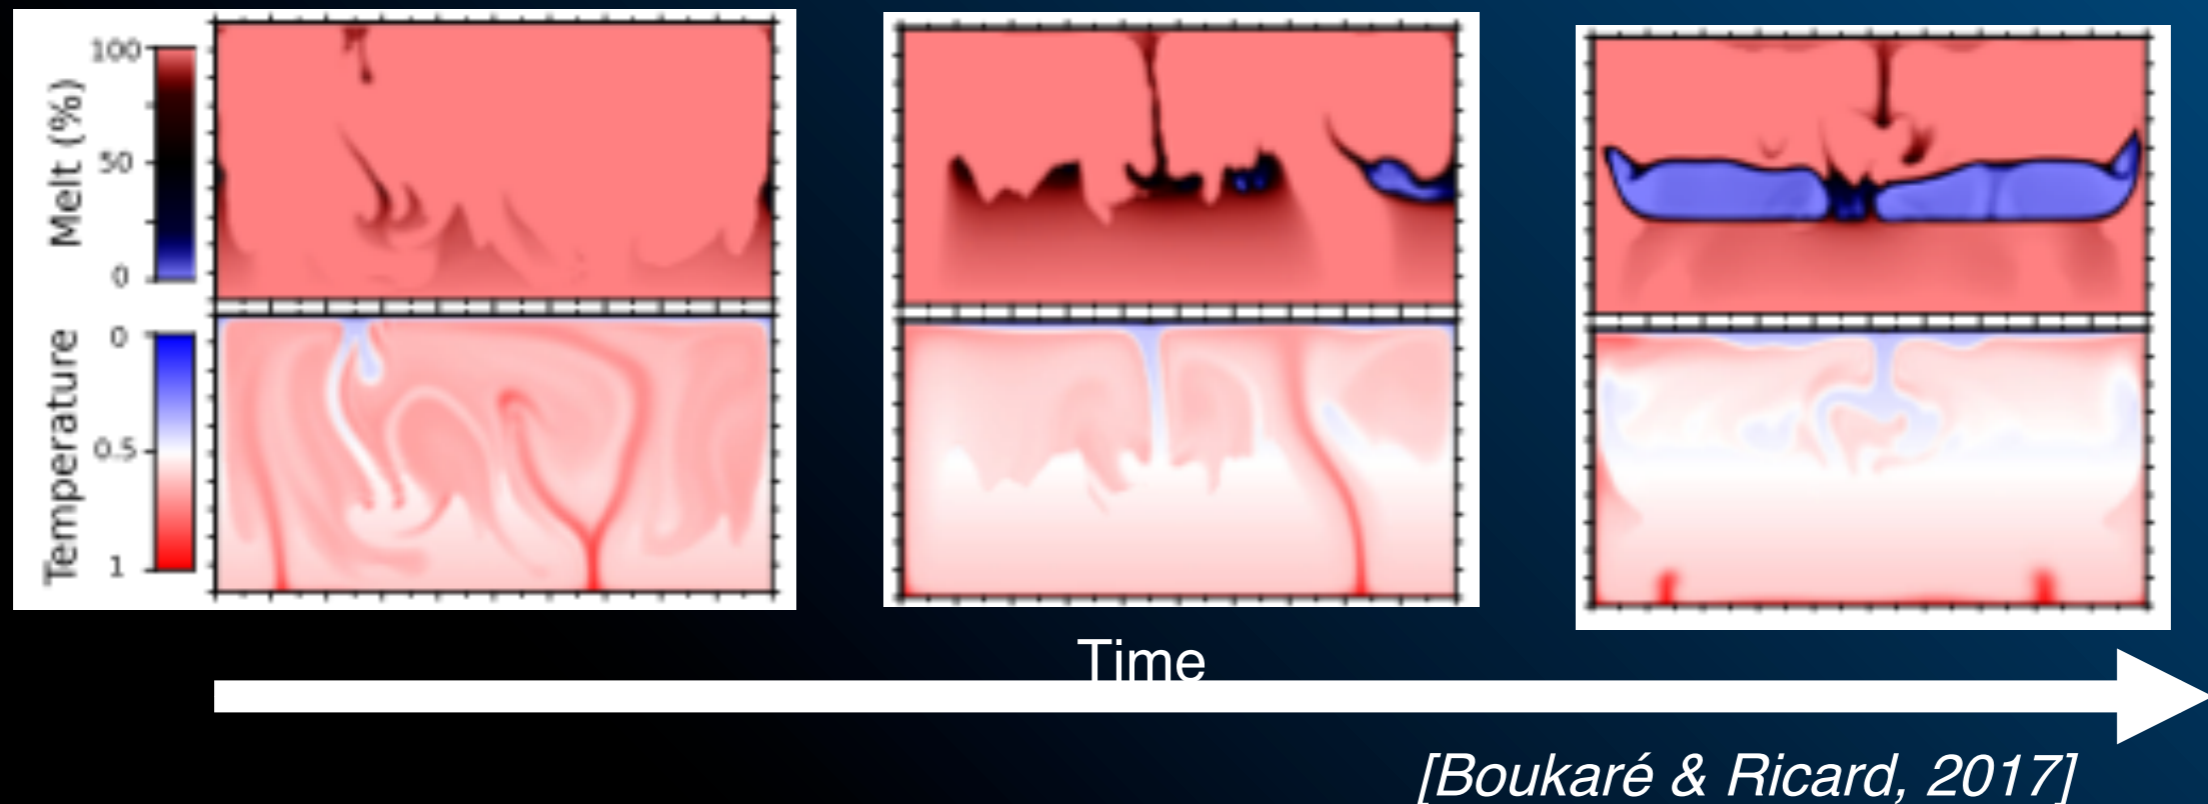 100
Melt (%)
50
0
0
Temperature
0.5
1
Time
[Boukaré & Ricard, 2017]